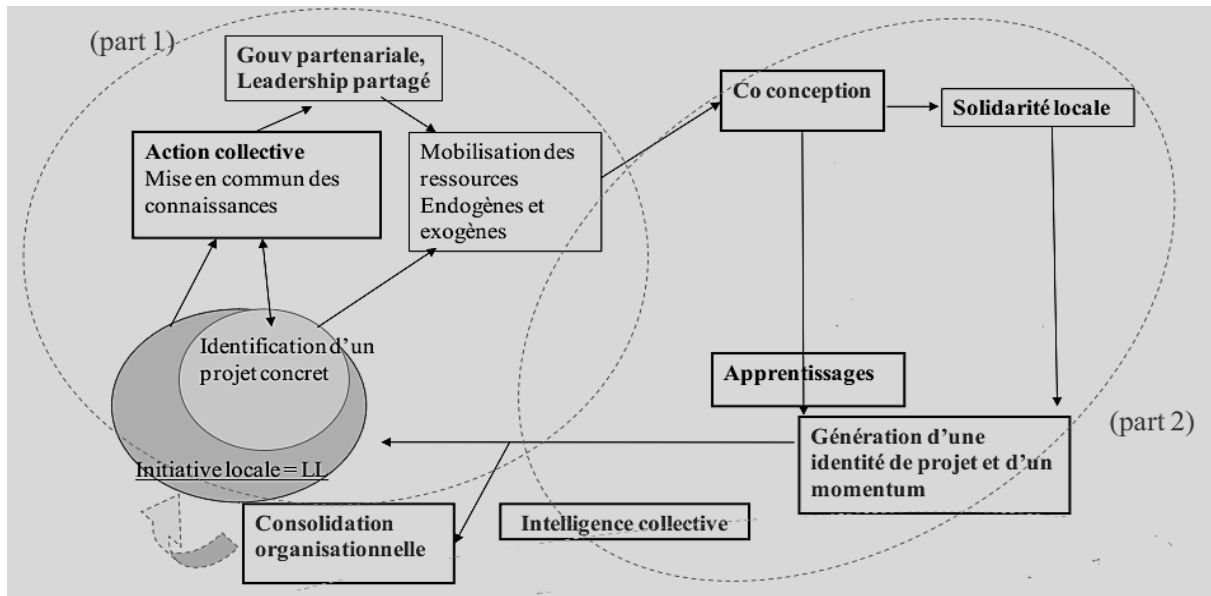 (part 1)
Gouv partenariale,
Leadership partagé
Action collective
Mise en commun des
connaissances
Mobilisation des
ressources
Endogènes et
exogènes
Identification d’un
projet concret
Initiative locale = LL
Co conception
Solidarité locale
Apprentissages
(part 2)
Génération d’une
identité de projet et d’un
momentum
Consolidation
organisationnelle
Intelligence collective